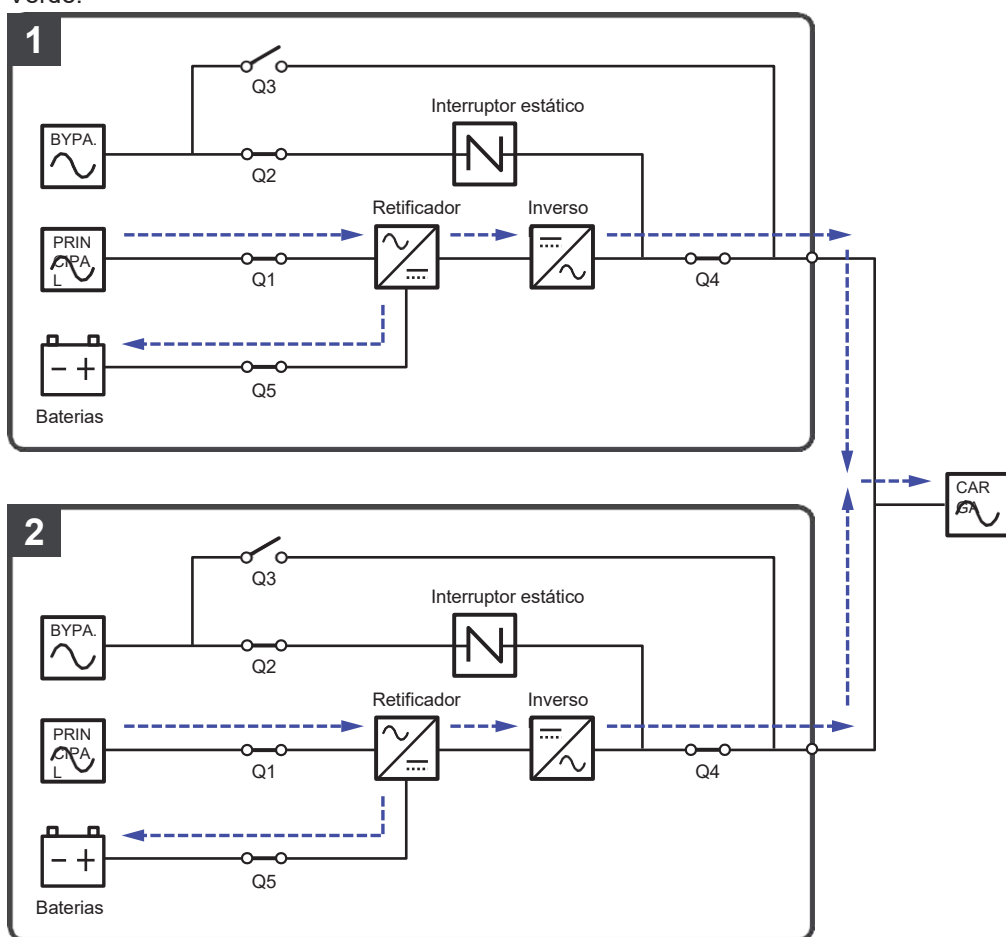 verde.
1
Q3
Interruptor estático
BYPA.
Q2
Retificador
Inverso
PRIN
CIPA
L
Q1
Q4
Q5
Baterias
CAR
GA
2
Q3
Interruptor estático
BYPA.
Q2
Retificador
Inverso
PRIN
CIPA
L
Q1
Q4
Q5
Baterias